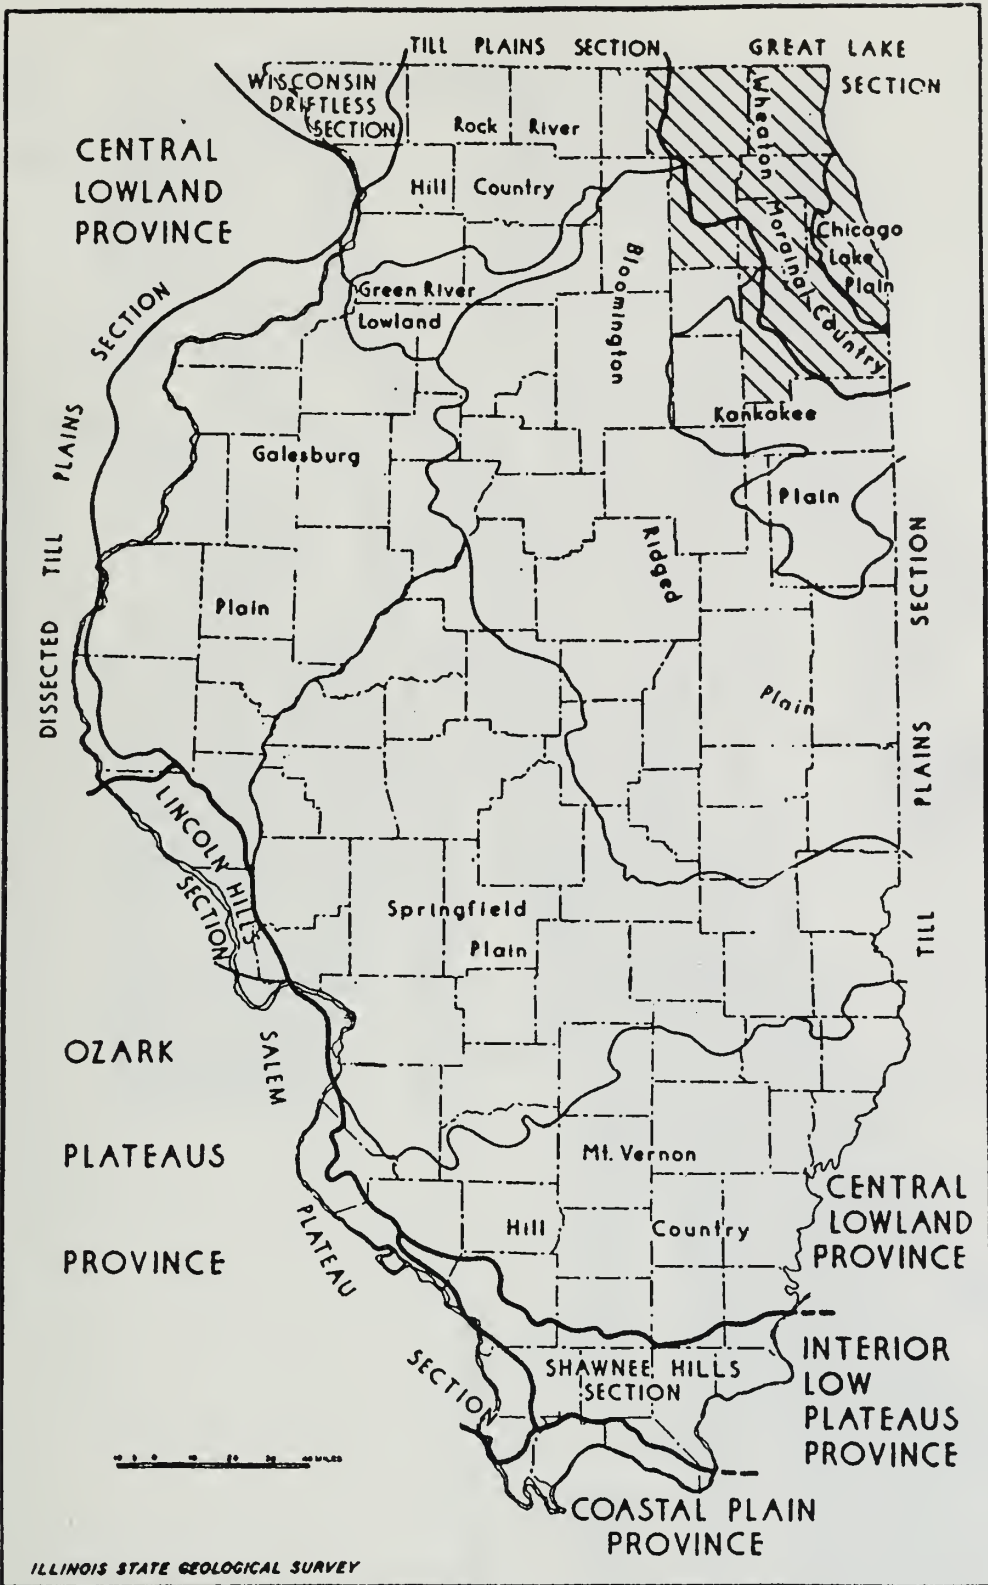 TILL PLAINS SECTION
GREAT LAKE
SECTION
WISCONSIN
DRIFTLESS
SECTION
CENTRAL
LOWLAND
PROVINCE
Rock River
Hill Country
Wheaton
Morainal
Country
Chicago
Lake
Plain
Green River
Lowland
Bloomington
Ridged
Plain
Kankakee
Plain
Galesburg
Plain
DISSECTED TILL PLAINS SECTION
TILL PLAINS SECTION
LINCOLN HILLS
SECTION
Springfield
Plain
OZARK
PLATEAUS
PROVINCE
SALEM
PLATEAU
SECTION
Mt. Vernon
Hill Country
CENTRAL
LOWLAND
PROVINCE
SHAWNEE HILLS
SECTION
INTERIOR
LOW
PLATEAUS
PROVINCE
COASTAL PLAIN
PROVINCE
ILLINOIS STATE GEOLOGICAL SURVEY